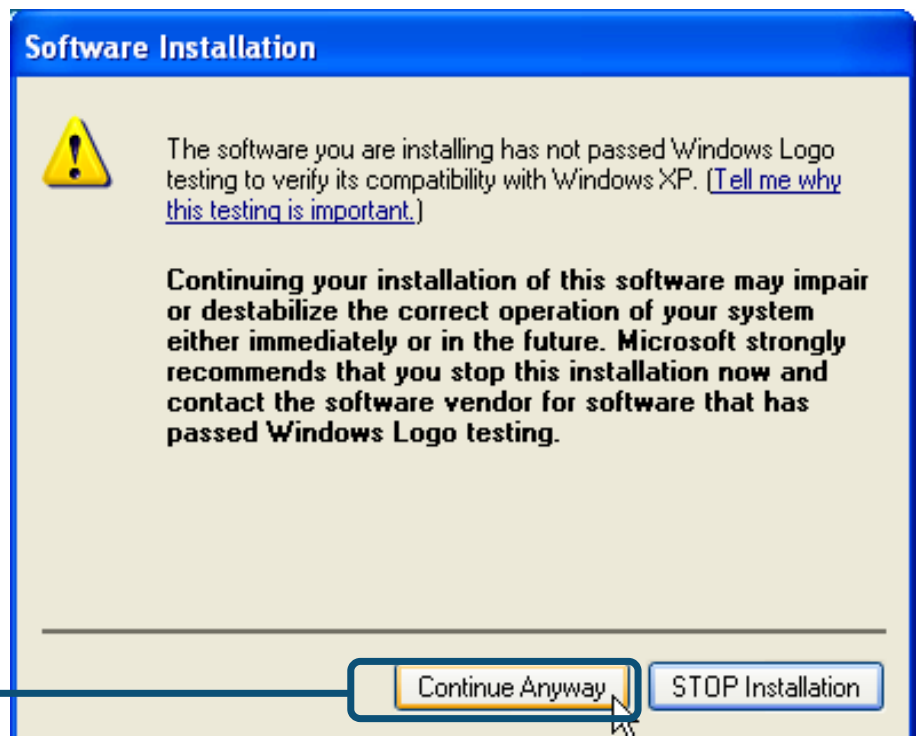 Software Installation
The software you are installing has not passed Windows Logo
testing to verify its compatibility with Windows XP. (Tell me why
this testing is important.)
Continuing your installation of this software may impair
or destabilize the correct operation of your system
either immediately or in the future. Microsoft strongly
recommends that you stop this installation now and
contact the software vendor for software that has
passed Windows Logo testing.
Continue Anyway
STOP Installation